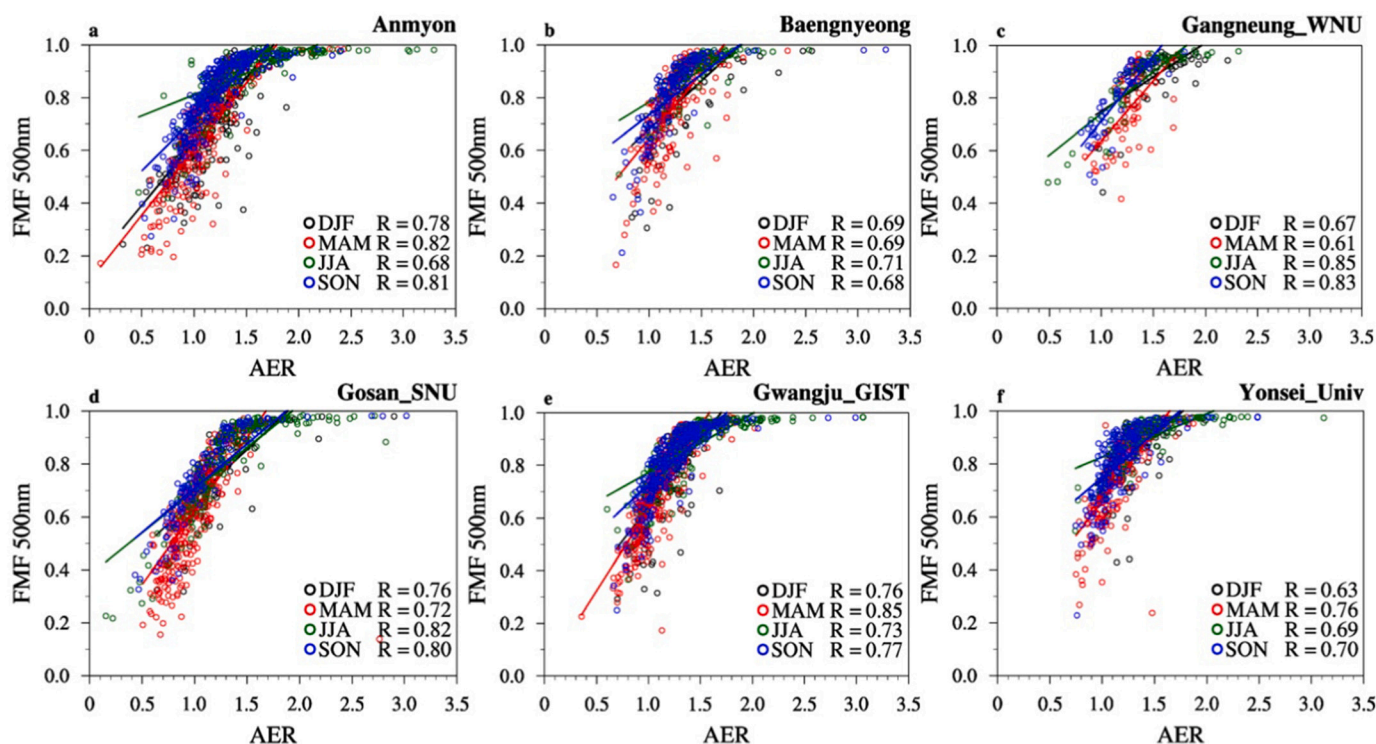 a Anmyon
1.0
0.8
0.6
0.4
0.2
0.0
FMF 500nm
DJF R = 0.78
MAM R = 0.82
JJA R = 0.68
SON R = 0.81
0 0.5 1.0 1.5 2.0 2.5 3.0 3.5
AER
b Baengnyeong
1.0
0.8
0.6
0.4
0.2
0.0
FMF 500nm
DJF R = 0.69
MAM R = 0.69
JJA R = 0.71
SON R = 0.68
0 0.5 1.0 1.5 2.0 2.5 3.0 3.5
AER
c Gangneung_WNU
1.0
0.8
0.6
0.4
0.2
0.0
FMF 500nm
DJF R = 0.67
MAM R = 0.61
JJA R = 0.85
SON R = 0.83
0 0.5 1.0 1.5 2.0 2.5 3.0 3.5
AER
d Gosan_SNU
1.0
0.8
0.6
0.4
0.2
0.0
FMF 500nm
DJF R = 0.76
MAM R = 0.72
JJA R = 0.82
SON R = 0.80
0 0.5 1.0 1.5 2.0 2.5 3.0 3.5
AER
e Gwangju_GIST
1.0
0.8
0.6
0.4
0.2
0.0
FMF 500nm
DJF R = 0.76
MAM R = 0.85
JJA R = 0.73
SON R = 0.77
0 0.5 1.0 1.5 2.0 2.5 3.0 3.5
AER
f Yonsei_Univ
1.0
0.8
0.6
0.4
0.2
0.0
FMF 500nm
DJF R = 0.63
MAM R = 0.76
JJA R = 0.69
SON R = 0.70
0 0.5 1.0 1.5 2.0 2.5 3.0 3.5
AER